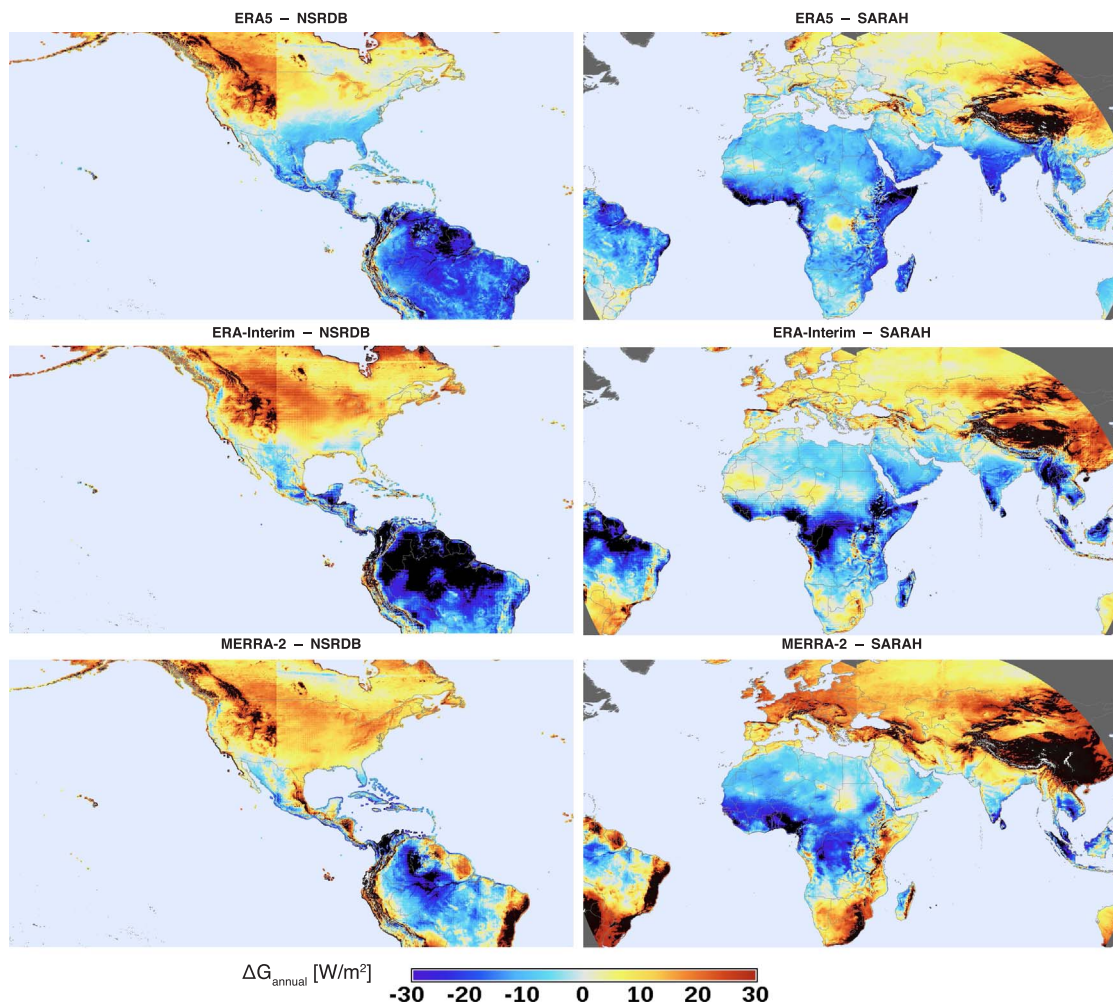 ERA5 – NSRDB
ERA5 – SARAH
ERA-Interim – NSRDB
ERA-Interim – SARAH
MERRA-2 – NSRDB
MERRA-2 – SARAH
ΔG_annual [W/m²]
-30 -20 -10 0 10 20 30